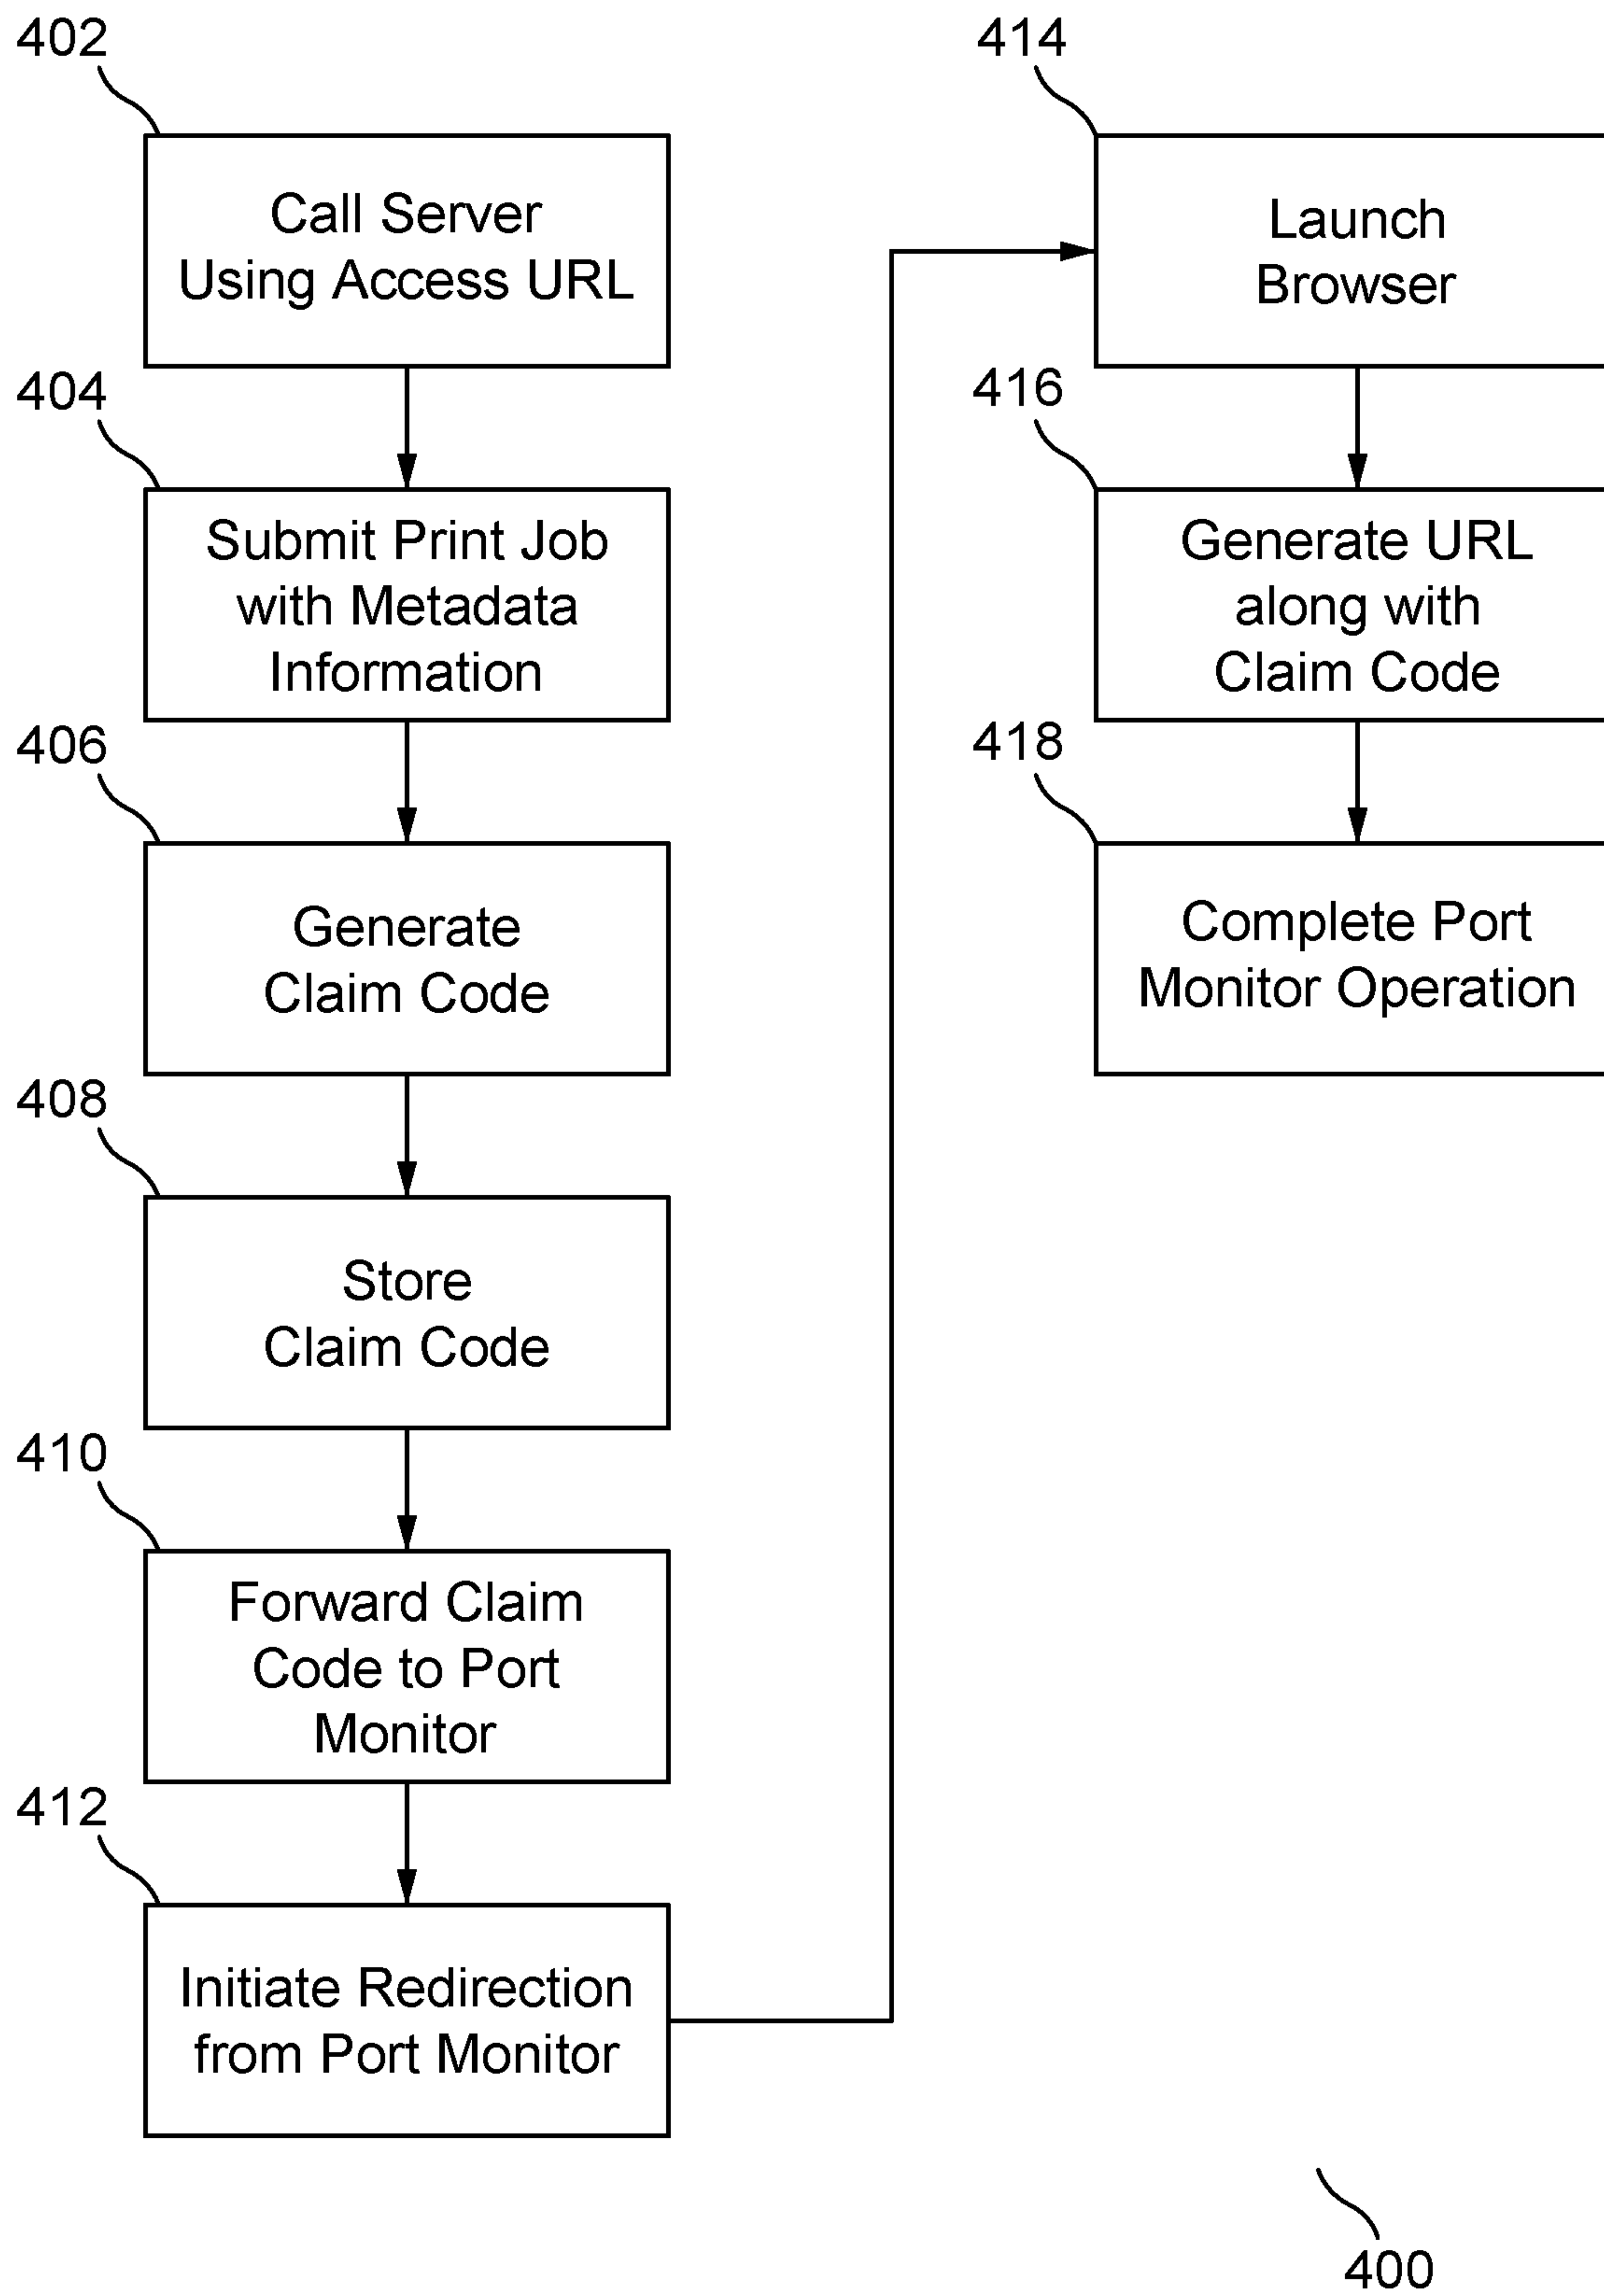 402
Call Server
Using Access URL
404
Submit Print Job
with Metadata
Information
406
Generate
Claim Code
408
Store
Claim Code
410
Forward Claim
Code to Port
Monitor
412
Initiate Redirection
from Port Monitor
414
Launch
Browser
416
Generate URL
along with
Claim Code
418
Complete Port
Monitor Operation
400